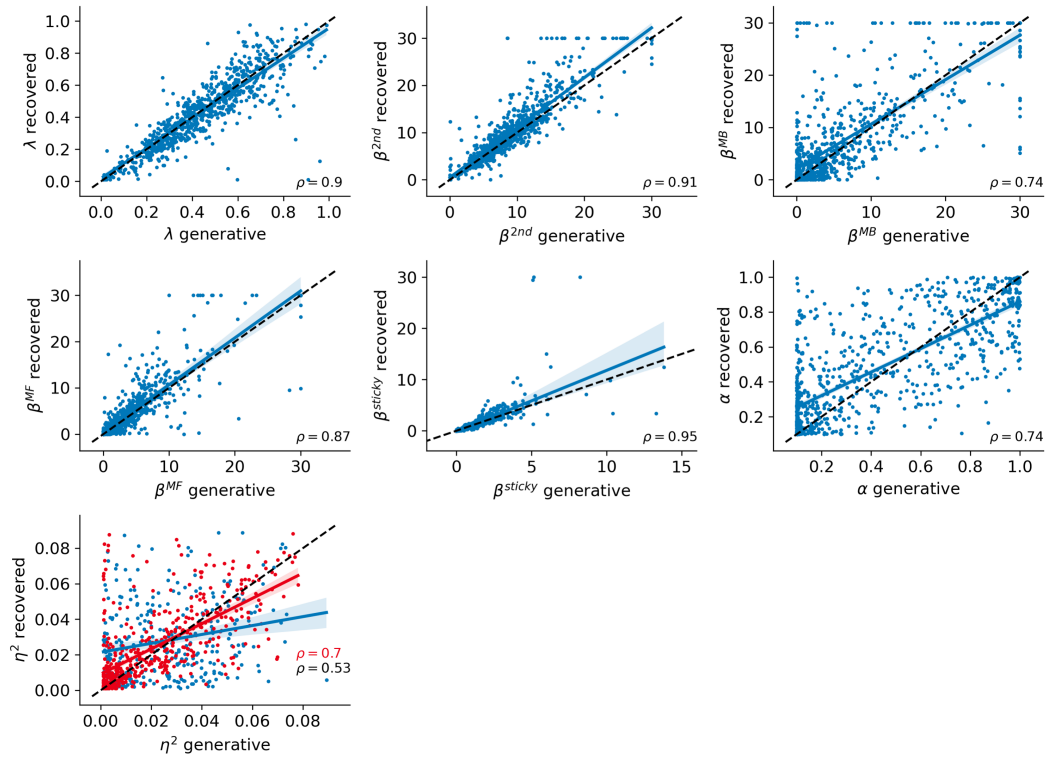 1.0
0.8
0.6
0.4
0.2
0.0
λ recovered
0.0 0.2 0.4 0.6 0.8 1.0
λ generative
ρ = 0.9
30
20
10
0
β^{2nd} recovered
0 10 20 30
β^{2nd} generative
ρ = 0.91
30
20
10
0
β^{MB} recovered
0 10 20 30
β^{MB} generative
ρ = 0.74
30
20
10
0
β^{MF} recovered
0 10 20 30
β^{MF} generative
ρ = 0.87
30
20
10
0
β^{sticky} recovered
0 5 10 15
β^{sticky} generative
ρ = 0.95
1.0
0.8
0.6
0.4
0.2
α recovered
0.2 0.4 0.6 0.8 1.0
α generative
ρ = 0.74
0.08
0.06
0.04
0.02
0.00
η² recovered
0.00 0.02 0.04 0.06 0.08
η² generative
ρ = 0.7
ρ = 0.53